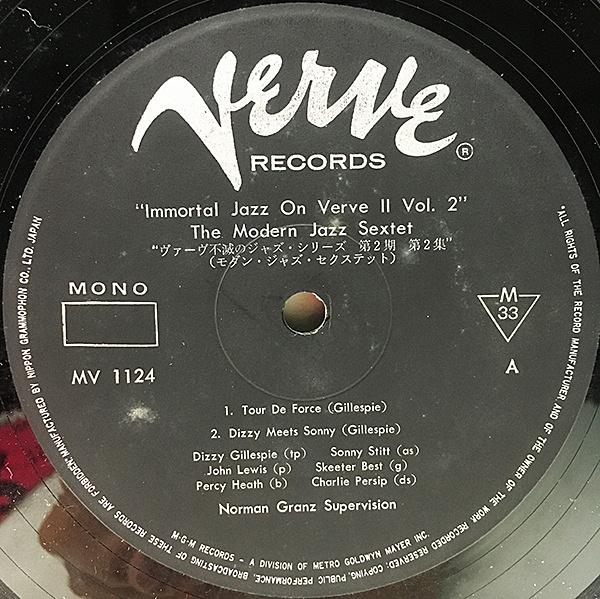 Verve
RECORDS
®
"Immortal Jazz On Verve II Vol. 2"
The Modern Jazz Sextet
"ヴァーヴ不滅のジャズ・シリーズ 第2期 第2集"
(モダン・ジャズ・セクステット)
MONO
MV 1124
M
33
A
1. Tour De Force (Gillespie)
2. Dizzy Meets Sonny (Gillespie)
Dizzy Gillespie (tp) Sonny Stitt (as)
John Lewis (p) Skeeter Best (g)
Percy Heath (b) Charlie Persip (ds)
Norman Granz Supervision
M-G-M RECORDS - A DIVISION OF METRO GOLDWYN MAYER INC.
"ALL RIGHTS OF THE RECORD MANUFACTURER AND OF THE OWNER OF THE WORK RECORDED RESERVED: COPYING, PUBLIC PERFORMANCE, BROADCASTING OF THESE RECORDS ARE FORBIDDEN" MANUFACTURED BY NIPPON GRAMMOPHON CO., LTD. JAPAN